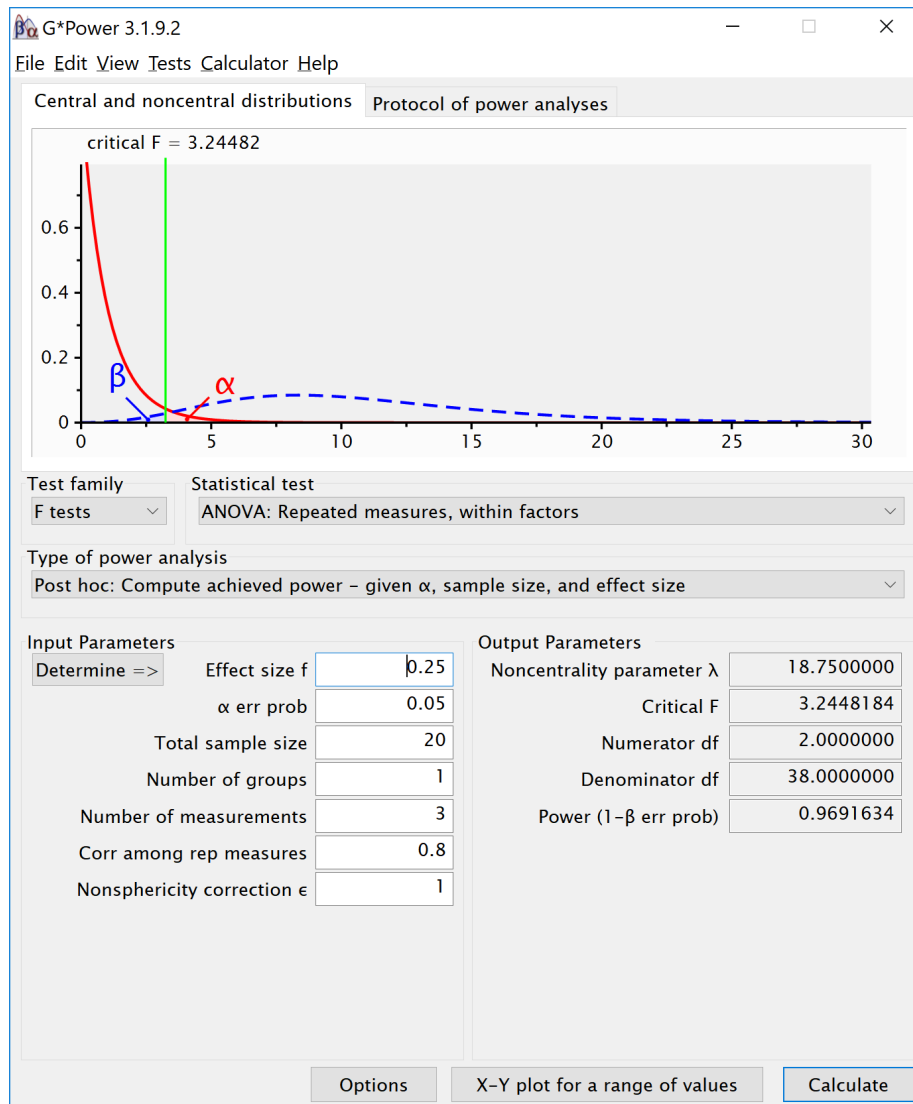 βα G*Power 3.1.9.2
File Edit View Tests Calculator Help
Central and noncentral distributions Protocol of power analyses
critical F = 3.24482
0.6
0.4
0.2
0
β
α
0 5 10 15 20 25 30
Test family Statistical test
F tests ANOVA: Repeated measures, within factors
Type of power analysis
Post hoc: Compute achieved power – given α, sample size, and effect size
Input Parameters Output Parameters
Determine => Effect size f 0.25 Noncentrality parameter λ 18.7500000
α err prob 0.05 Critical F 3.2448184
Total sample size 20 Numerator df 2.0000000
Number of groups 1 Denominator df 38.0000000
Number of measurements 3 Power (1–β err prob) 0.9691634
Corr among rep measures 0.8
Nonsphericity correction ϵ 1
Options X–Y plot for a range of values Calculate